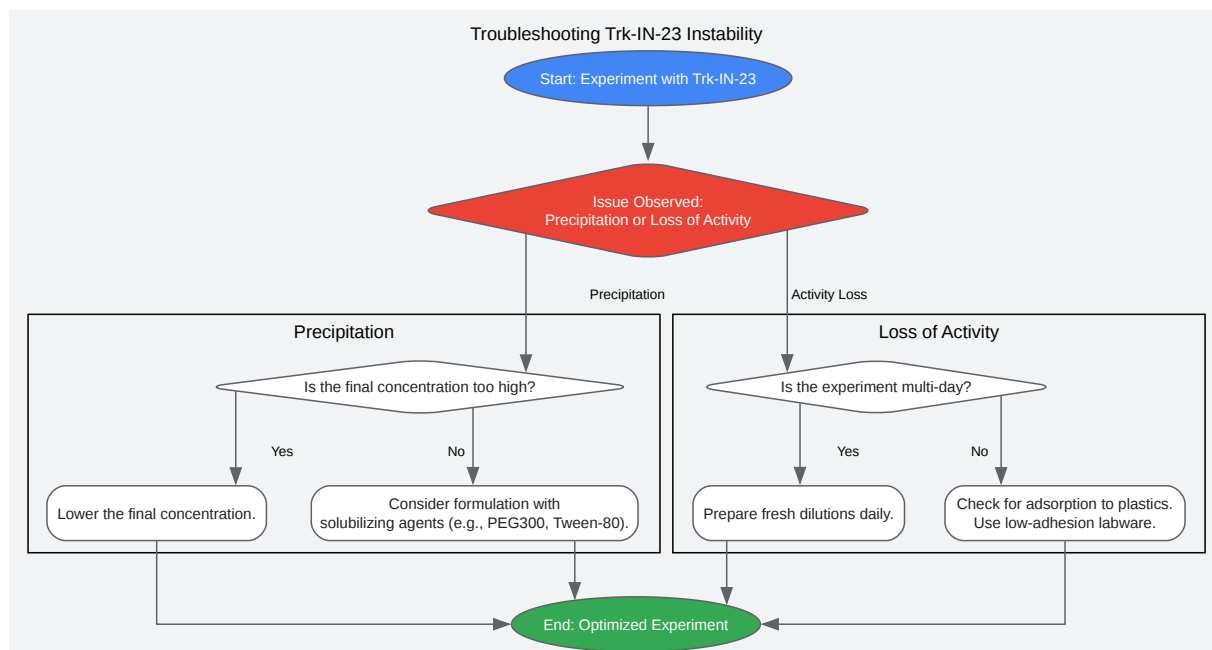 Troubleshooting Trk-IN-23 Instability
Start: Experiment with Trk-IN-23
Issue Observed:
Precipitation or Loss of Activity
Precipitation
Activity Loss
Precipitation
Is the final concentration too high?
Yes
No
Lower the final concentration.
Consider formulation with
solubilizing agents (e.g., PEG300, Tween-80).
Loss of Activity
Is the experiment multi-day?
Yes
No
Prepare fresh dilutions daily.
Check for adsorption to plastics.
Use low-adhesion labware.
End: Optimized Experiment